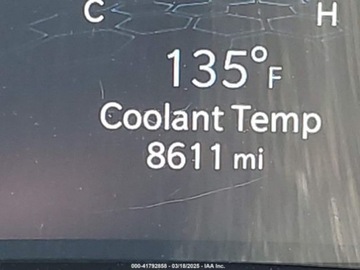 C H
135°F
Coolant Temp
8611 mi
000-41792658 - 03/18/2025 - IAA Inc.